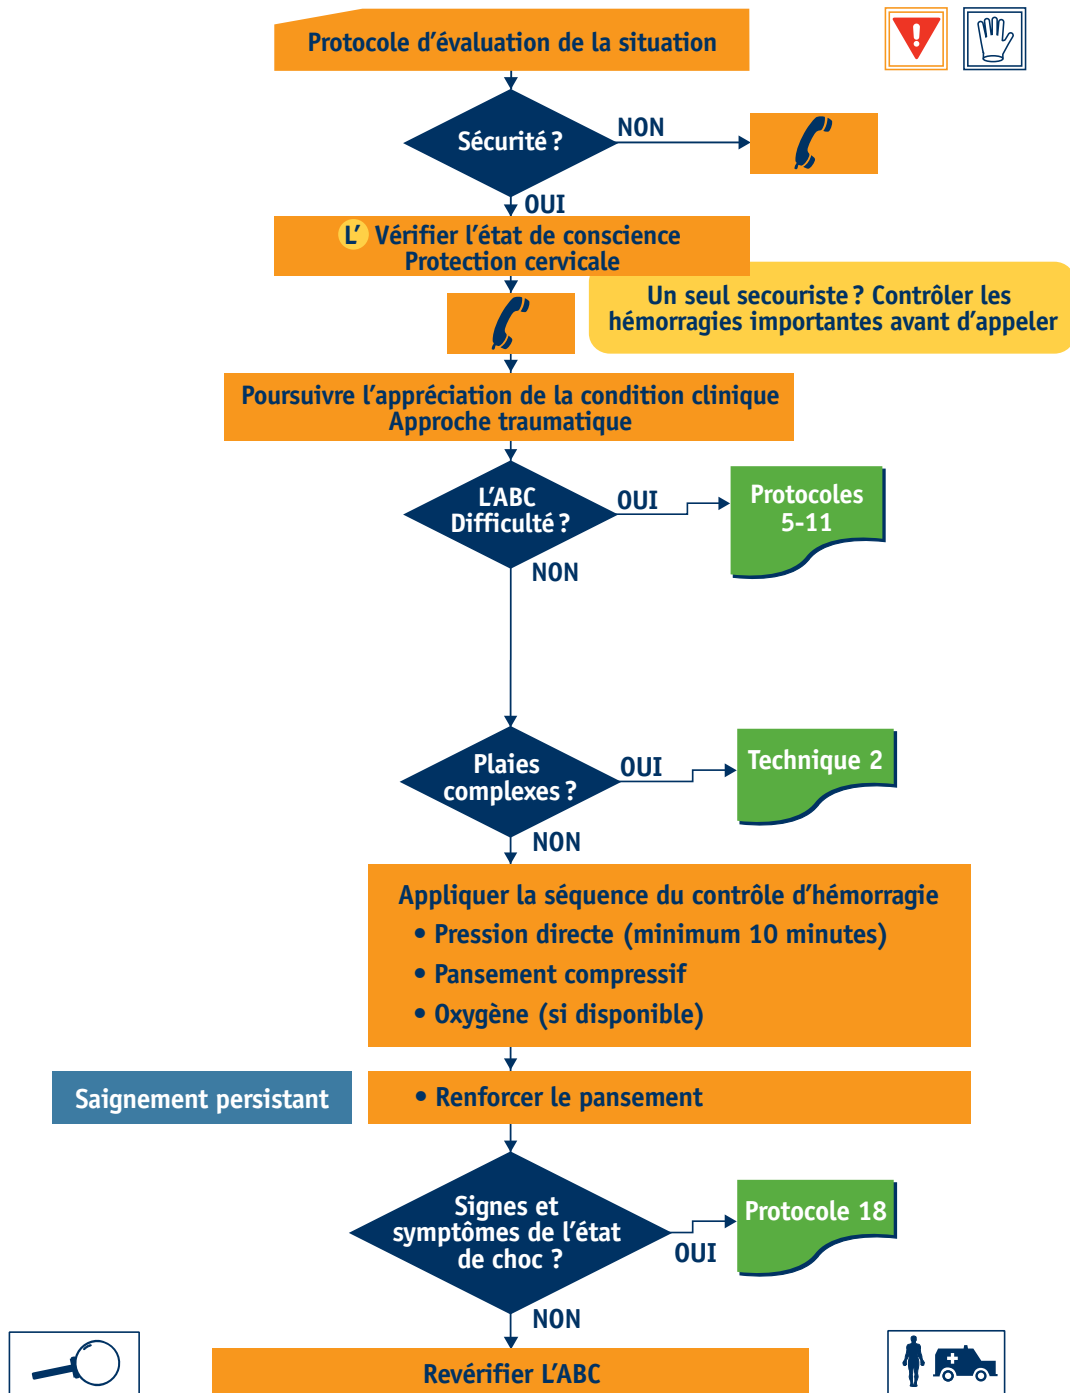 Protocole d'évaluation de la situation
Sécurité ?
NON
OUI
L' Vérifier l'état de conscience
Protection cervicale
Un seul secouriste ? Contrôler les
hémorragies importantes avant d'appeler
Poursuivre l'appréciation de la condition clinique
Approche traumatique
L'ABC
Difficulté ?
OUI
Protocoles
5-11
NON
Plaies
complexes ?
OUI
Technique 2
NON
Appliquer la séquence du contrôle d'hémorragie
• Pression directe (minimum 10 minutes)
• Pansement compressif
• Oxygène (si disponible)
Saignement persistant
• Renforcer le pansement
Signes et
symptômes de l'état
de choc ?
OUI
Protocole 18
NON
Revérifier L'ABC